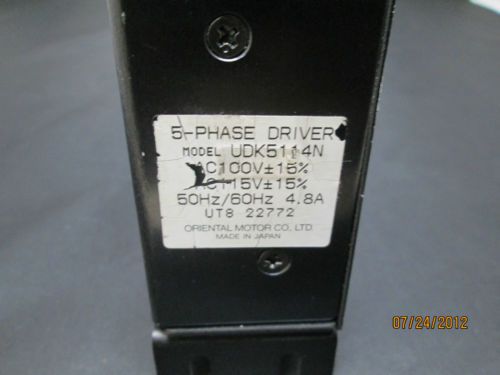 5-PHASE DRIVER
MODEL UDK5114N
AC100V±15%
AC115V±15%
50Hz/60Hz 4.8A
UT8 22772
ORIENTAL MOTOR CO., LTD.
MADE IN JAPAN
07/24/2012